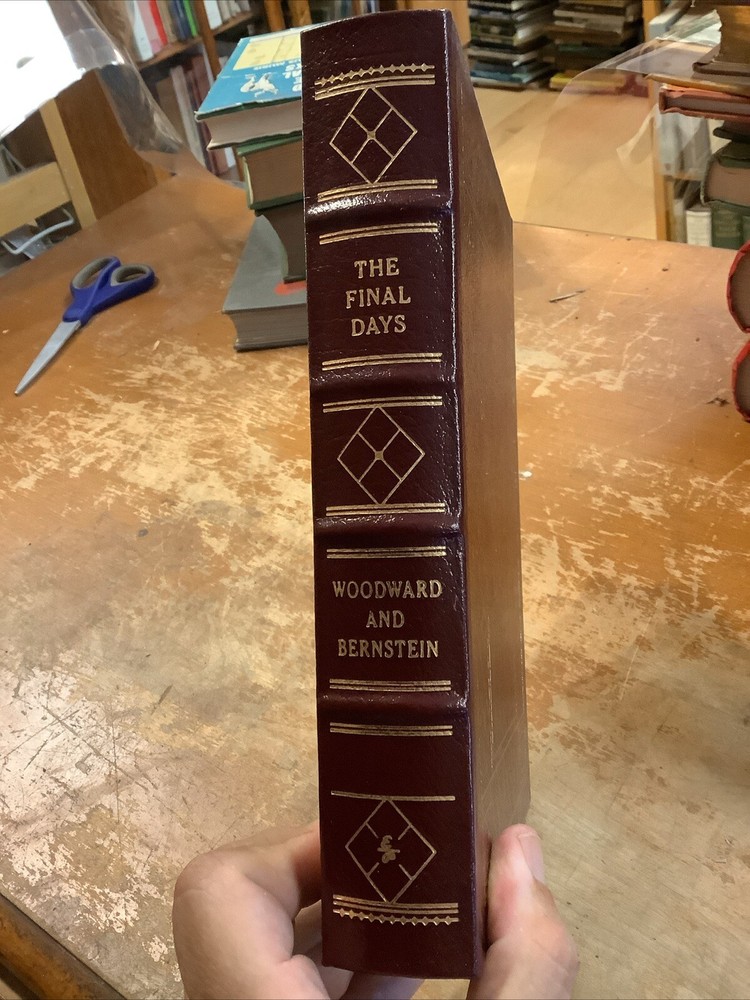 THE
FINAL
DAYS
WOODWARD
AND
BERNSTEIN